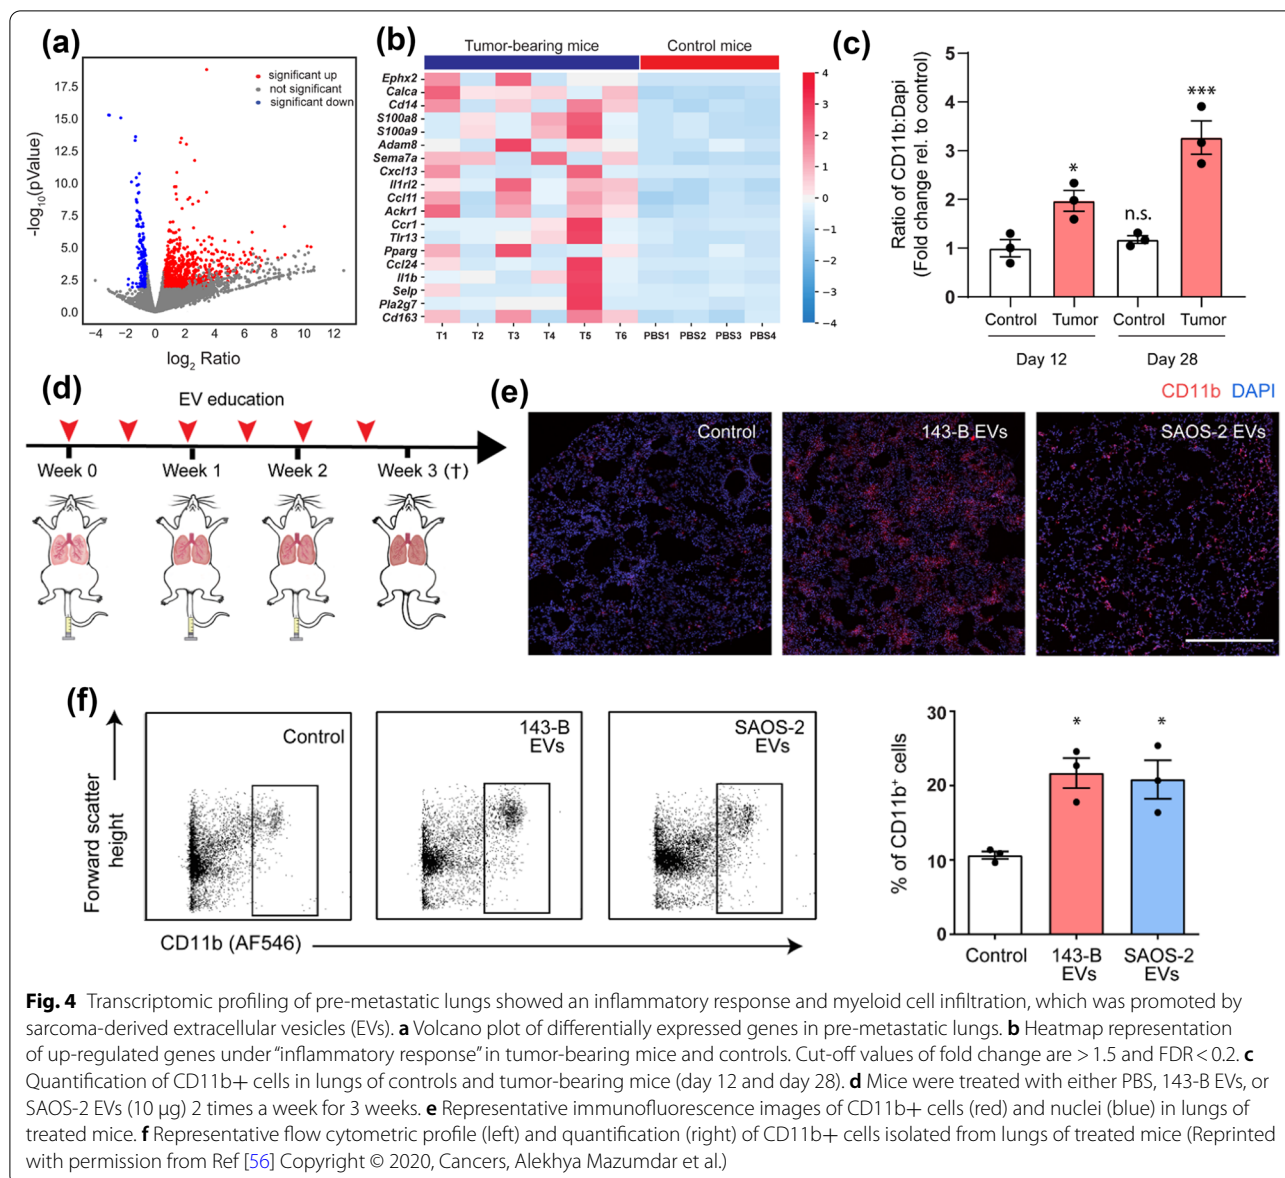 (a)
significant up
not significant
significant down
17.5
15.0
12.5
10.0
7.5
5.0
2.5
0.0
-log10(pValue)
−4 −2 0 2 4 6 8 10 12
log2 Ratio
(b)
Tumor-bearing mice Control mice
Ephx2
Calca
Cd14
S100a8
S100a9
Adam8
Sema7a
Cxcl13
Il1rl2
Ccl11
Ackr1
Ccr1
Tlr13
Pparg
Ccl24
Il1b
Selp
Pla2g7
Cd163
T1 T2 T3 T4 T5 T6 PBS1 PBS2 PBS3 PBS4
4
3
2
1
0
−1
−2
−3
−4
(c)
Ratio of CD11b:Dapi
(Fold change rel. to control)
5
4
3
2
1
0
*
n.s.
***
Control Tumor Control Tumor
Day 12 Day 28
(d)
EV education
Week 0 Week 1 Week 2 Week 3 (†)
(e)
CD11b DAPI
Control
143-B EVs
SAOS-2 EVs
(f)
Forward scatter
height
Control
143-B
EVs
SAOS-2
EVs
CD11b (AF546)
% of CD11b+ cells
30
20
10
0
* *
Control 143-B
EVs SAOS-2
EVs
Fig. 4 Transcriptomic profiling of pre-metastatic lungs showed an inflammatory response and myeloid cell infiltration, which was promoted by
sarcoma-derived extracellular vesicles (EVs). a Volcano plot of differentially expressed genes in pre-metastatic lungs. b Heatmap representation
of up-regulated genes under “inflammatory response” in tumor-bearing mice and controls. Cut-off values of fold change are > 1.5 and FDR < 0.2. c
Quantification of CD11b+ cells in lungs of controls and tumor-bearing mice (day 12 and day 28). d Mice were treated with either PBS, 143-B EVs, or
SAOS-2 EVs (10 μg) 2 times a week for 3 weeks. e Representative immunofluorescence images of CD11b+ cells (red) and nuclei (blue) in lungs of
treated mice. f Representative flow cytometric profile (left) and quantification (right) of CD11b+ cells isolated from lungs of treated mice (Reprinted
with permission from Ref [56] Copyright © 2020, Cancers, Alekhya Mazumdar et al.)